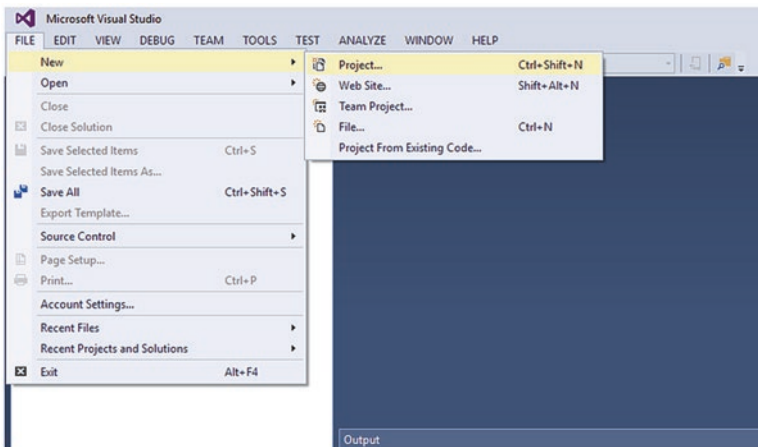 Microsoft Visual Studio
FILE EDIT VIEW DEBUG TEAM TOOLS TEST ANALYZE WINDOW HELP
New
Open
Close
Close Solution
Save Selected Items Ctrl+S
Save Selected Items As...
Save All Ctrl+Shift+S
Export Template...
Source Control
Page Setup...
Print... Ctrl+P
Account Settings...
Recent Files
Recent Projects and Solutions
Exit Alt+F4
Project... Ctrl+Shift+N
Web Site... Shift+Alt+N
Team Project...
File... Ctrl+N
Project From Existing Code...
Output